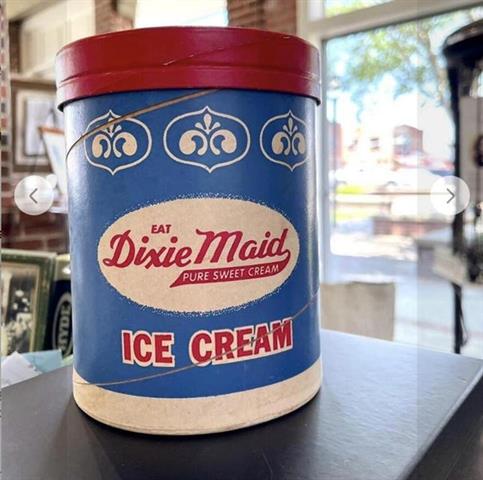 EAT
Dixie Maid
PURE SWEET CREAM
ICE CREAM